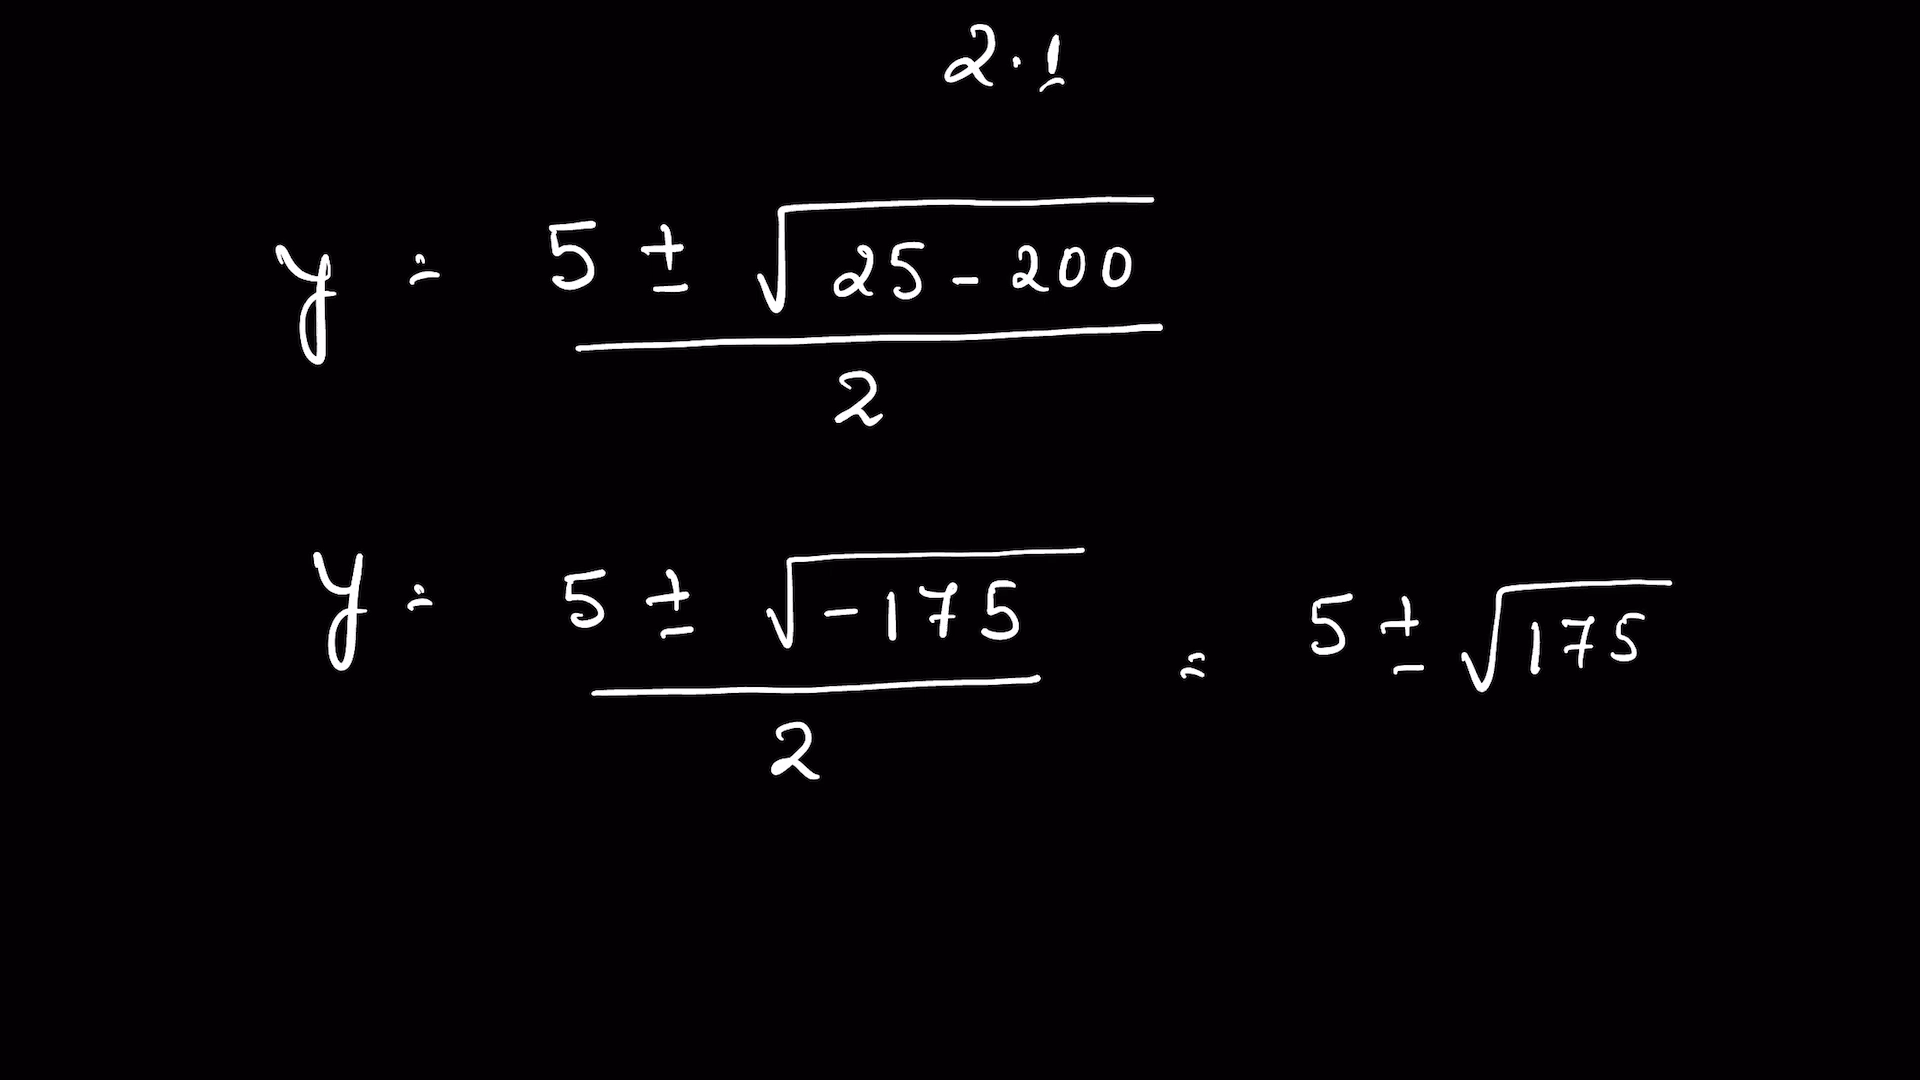 2·1
y = 5 ± √25 - 200
2
y = 5 ± √-175 = 5 ± √175
2